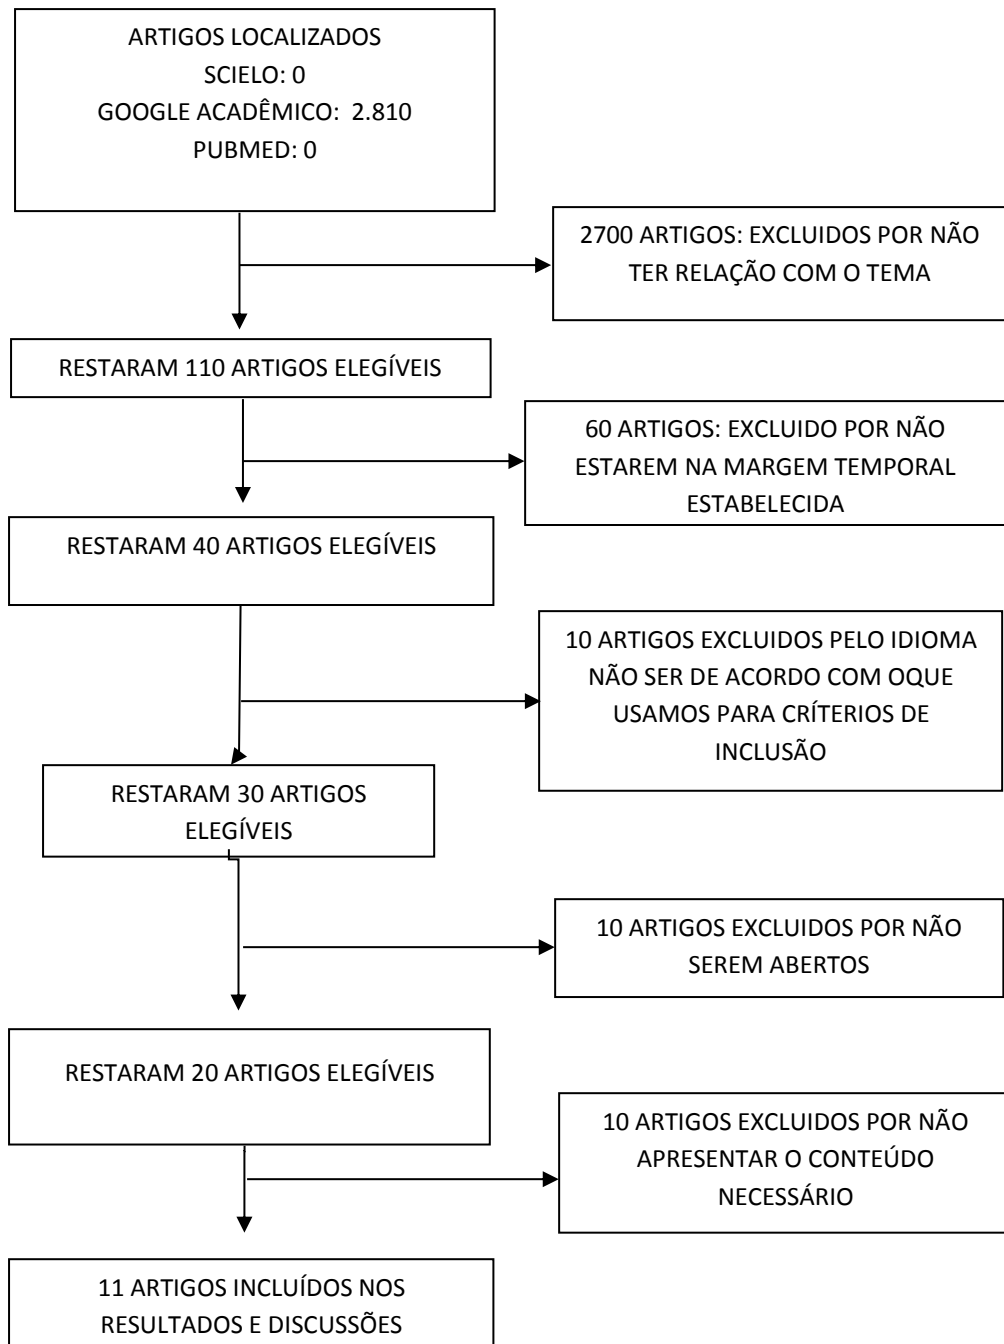 ARTIGOS LOCALIZADOS
SCIELO: 0
GOOGLE ACADÊMICO: 2.810
PUBMED: 0
2700 ARTIGOS: EXCLUIDOS POR NÃO
TER RELAÇÃO COM O TEMA
RESTARAM 110 ARTIGOS ELEGÍVEIS
60 ARTIGOS: EXCLUIDO POR NÃO
ESTAREM NA MARGEM TEMPORAL
ESTABELECIDA
RESTARAM 40 ARTIGOS ELEGÍVEIS
10 ARTIGOS EXCLUIDOS PELO IDIOMA
NÃO SER DE ACORDO COM OQUE
USAMOS PARA CRÍTERIOS DE
INCLUSÃO
RESTARAM 30 ARTIGOS
ELEGÍVEIS
10 ARTIGOS EXCLUIDOS POR NÃO
SEREM ABERTOS
RESTARAM 20 ARTIGOS ELEGÍVEIS
10 ARTIGOS EXCLUIDOS POR NÃO
APRESENTAR O CONTEÚDO
NECESSÁRIO
11 ARTIGOS INCLUÍDOS NOS
RESULTADOS E DISCUSSÕES